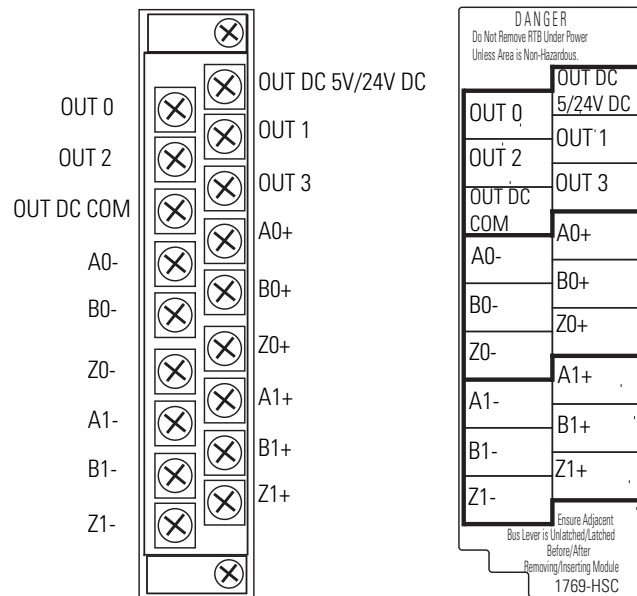 OUT DC 5V/24V DC
OUT 0
OUT 1
OUT 2
OUT 3
OUT DC COM
A0+
A0-
B0+
B0-
Z0+
Z0-
A1+
A1-
B1+
B1-
Z1+
Z1-
DANGER
Do Not Remove RTB Under Power
Unless Area is Non-Hazardous.
OUT DC
5/24V DC
OUT 0
OUT 1
OUT 2
OUT 3
OUT DC
COM
A0+
A0-
B0+
B0-
Z0+
Z0-
A1+
A1-
B1+
B1-
Z1+
Z1-
Ensure Adjacent
Bus Lever is Unlatched/Latched
Before/After
Removing/Inserting Module
1769-HSC